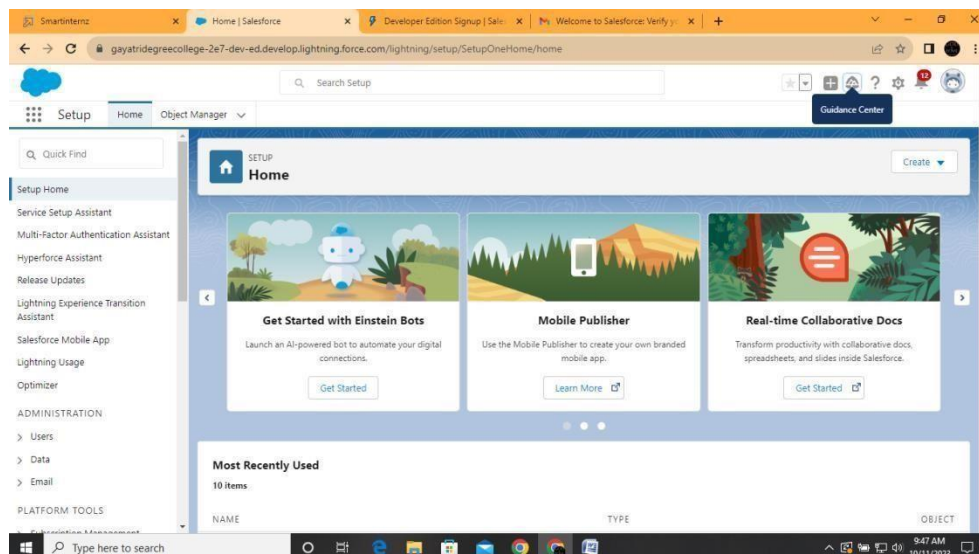 Smartinternz
Home | Salesforce
Developer Edition Signup | Sale
Welcome to Salesforce: Verify yo
gayatridegreecollege-2e7-dev-ed.develop.lightning.force.com/lightning/setup/SetupOneHome/home
Search Setup
12
Guidance Center
Setup
Home
Object Manager
Quick Find
Setup Home
Service Setup Assistant
Multi-Factor Authentication Assistant
Hyperforce Assistant
Release Updates
Lightning Experience Transition
Assistant
Salesforce Mobile App
Lightning Usage
Optimizer
ADMINISTRATION
Users
Data
Email
PLATFORM TOOLS
Subscription Management
SETUP
Home
Create
Get Started with Einstein Bots
Launch an AI-powered bot to automate your digital
connections.
Get Started
Mobile Publisher
Use the Mobile Publisher to create your own branded
mobile app.
Learn More
Real-time Collaborative Docs
Transform productivity with collaborative docs,
spreadsheets, and slides inside Salesforce.
Get Started
Most Recently Used
10 items
NAME
TYPE
OBJECT
Type here to search
9:47 AM
10/11/2023